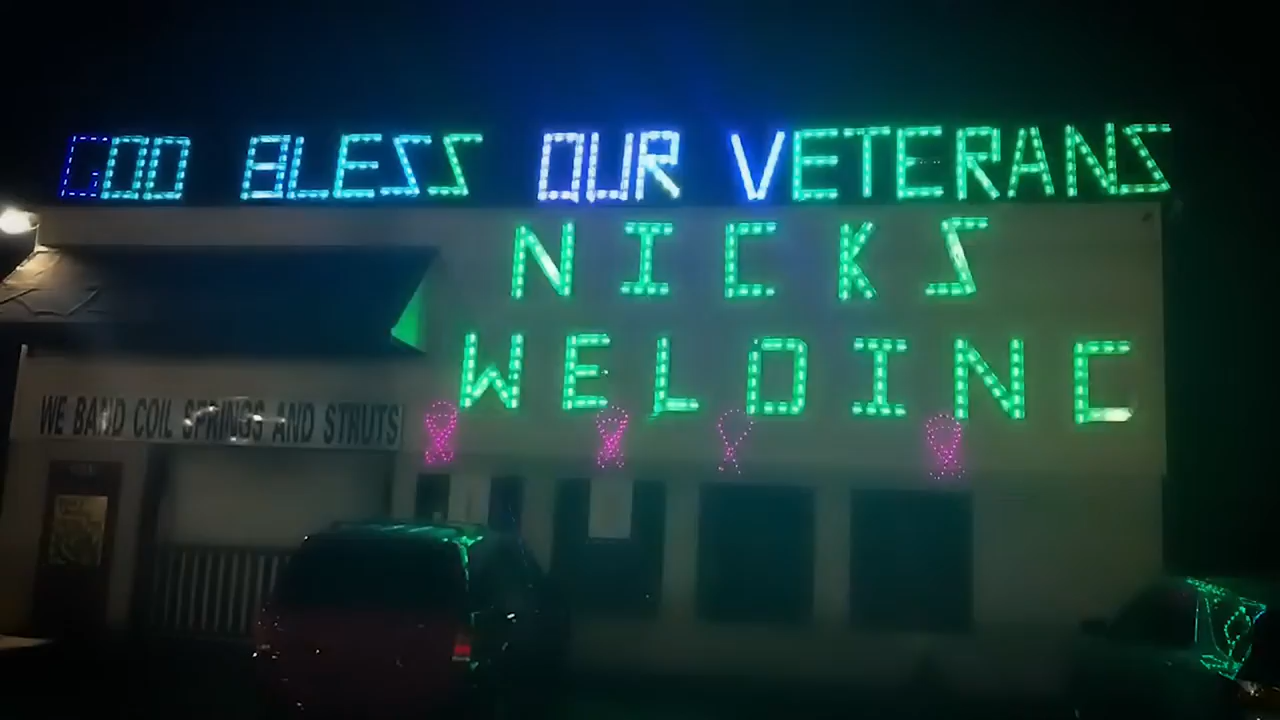 GOD BLESS OUR VETERANS
NICKS
WELDING
WE BAND COIL SPRINGS AND STRUTS